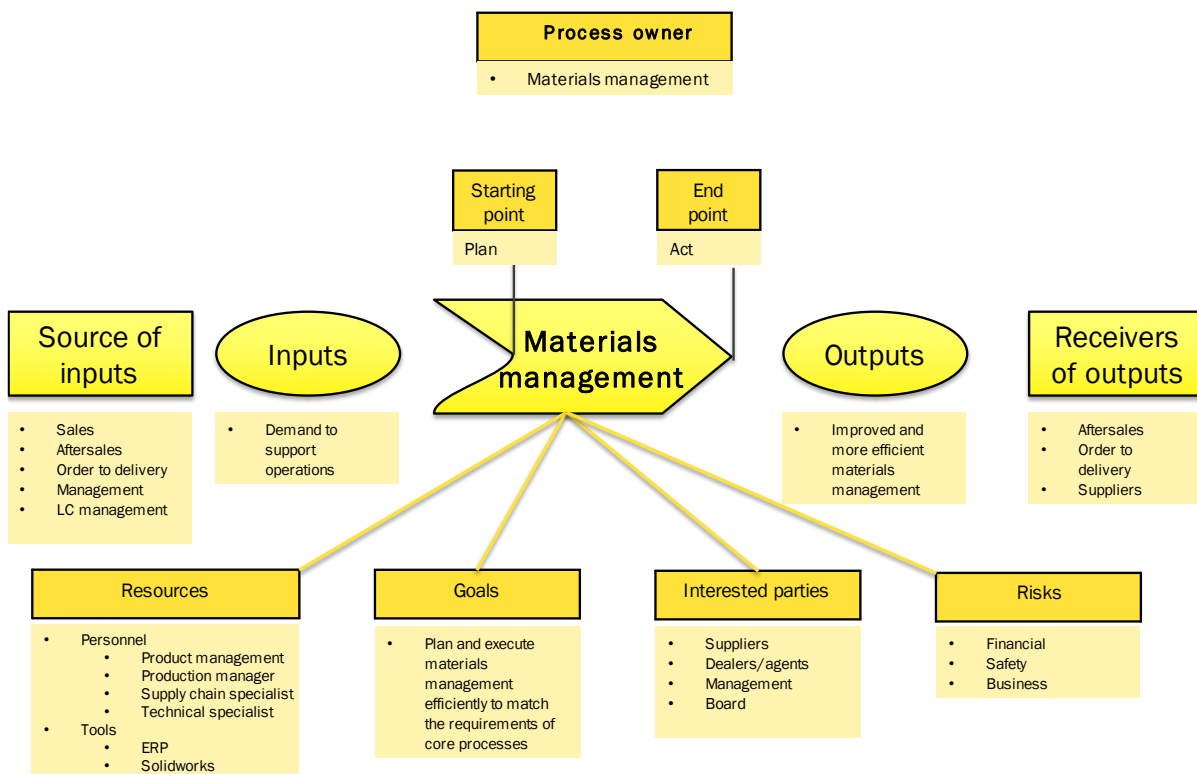 Process owner
• Materials management
Starting
point
Plan
End
point
Act
Source of
inputs
• Sales
• Aftersales
• Order to delivery
• Management
• LC management
Inputs
• Demand to
support
operations
Materials
management
Outputs
• Improved and
more efficient
materials
management
Receivers
of outputs
• Aftersales
• Order to
delivery
• Suppliers
Resources
• Personnel
• Product management
• Production manager
• Supply chain specialist
• Technical specialist
• Tools
• ERP
• Solidworks
Goals
• Plan and execute
materials
management
efficiently to match
the requirements of
core processes
Interested parties
• Suppliers
• Dealers/agents
• Management
• Board
Risks
• Financial
• Safety
• Business